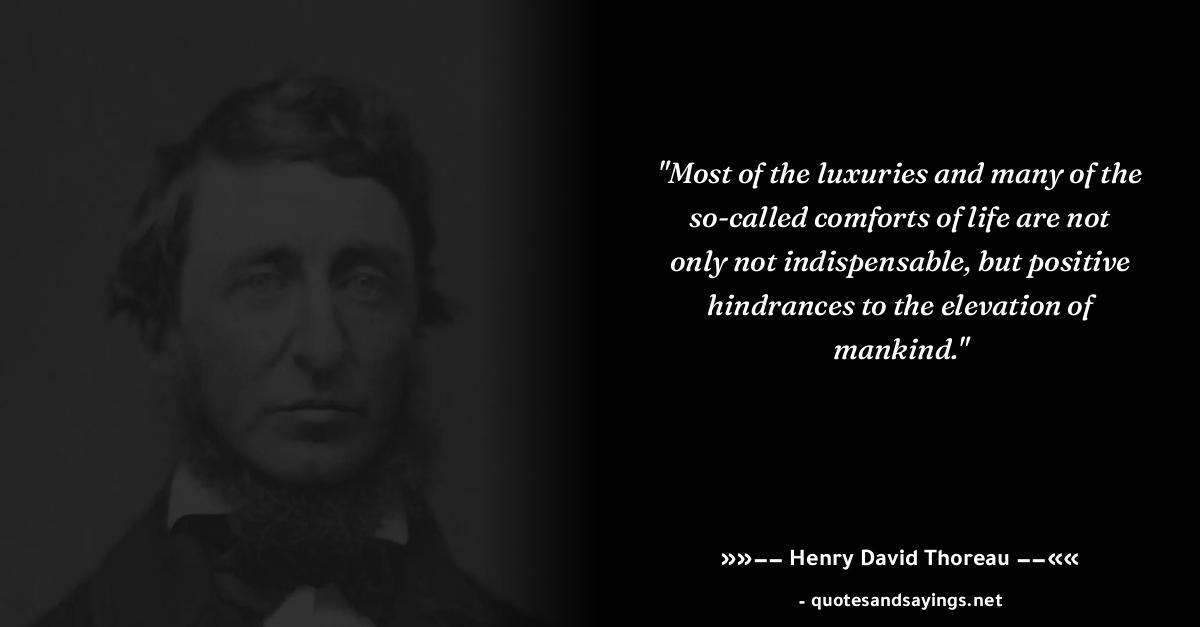 "Most of the luxuries and many of the
so-called comforts of life are not
only not indispensable, but positive
hindrances to the elevation of
mankind."
»»−− Henry David Thoreau −−««
- quotesandsayings.net